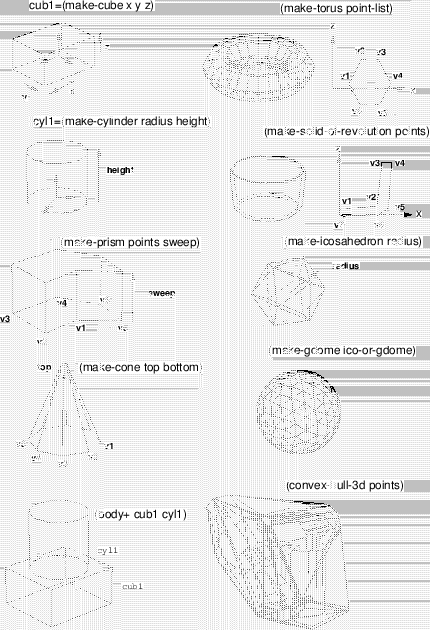 cub1=(make-cube x y z)
(make-torus point-list)
v3
v1
v4
cyl1=(make-cylinder radius height)
height
(make-solid-of-revolution points)
v3
v4
v1
v2
v5
x
(make-prism points sweep)
sweep
v4
v3
v1
(make-icosahedron radius)
radius
top
(make-cone top bottom)
v1
(make-gdome ico-or-gdome)
(body+ cub1 cyl1)
cyl1
cub1
(convex-hull-3d points)